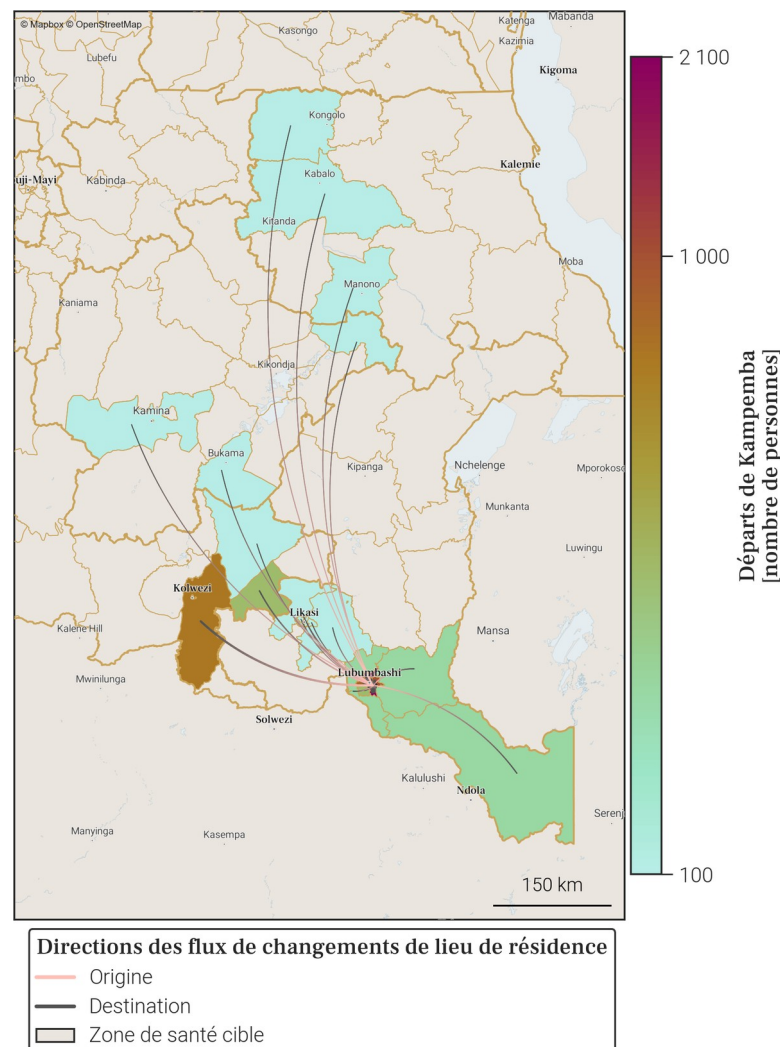 © Mapbox © OpenStreetMap
Kasongo
Katenga
Mabanda
Kazimia
Lubefu
Kigoma
mbo
Kongolo
Kalemie
uji-Mayi
Kabinda
Kabalo
Kitanda
Moba
Manono
Kaniama
Kikondja
Kamina
Bukama
Kipanga
Nchelenge
Mporokoso
Munkanta
Luwingu
Kolwezi
Likasi
Kalene Hill
Mansa
Mwinilunga
Lubumbashi
Solwezi
Kalulushi
Ndola
Serenj
Manyinga
Kasempa
150 km
2 100
1 000
100
Départs de Kampemba
[nombre de personnes]
Directions des flux de changements de lieu de résidence
Origine
Destination
Zone de santé cible